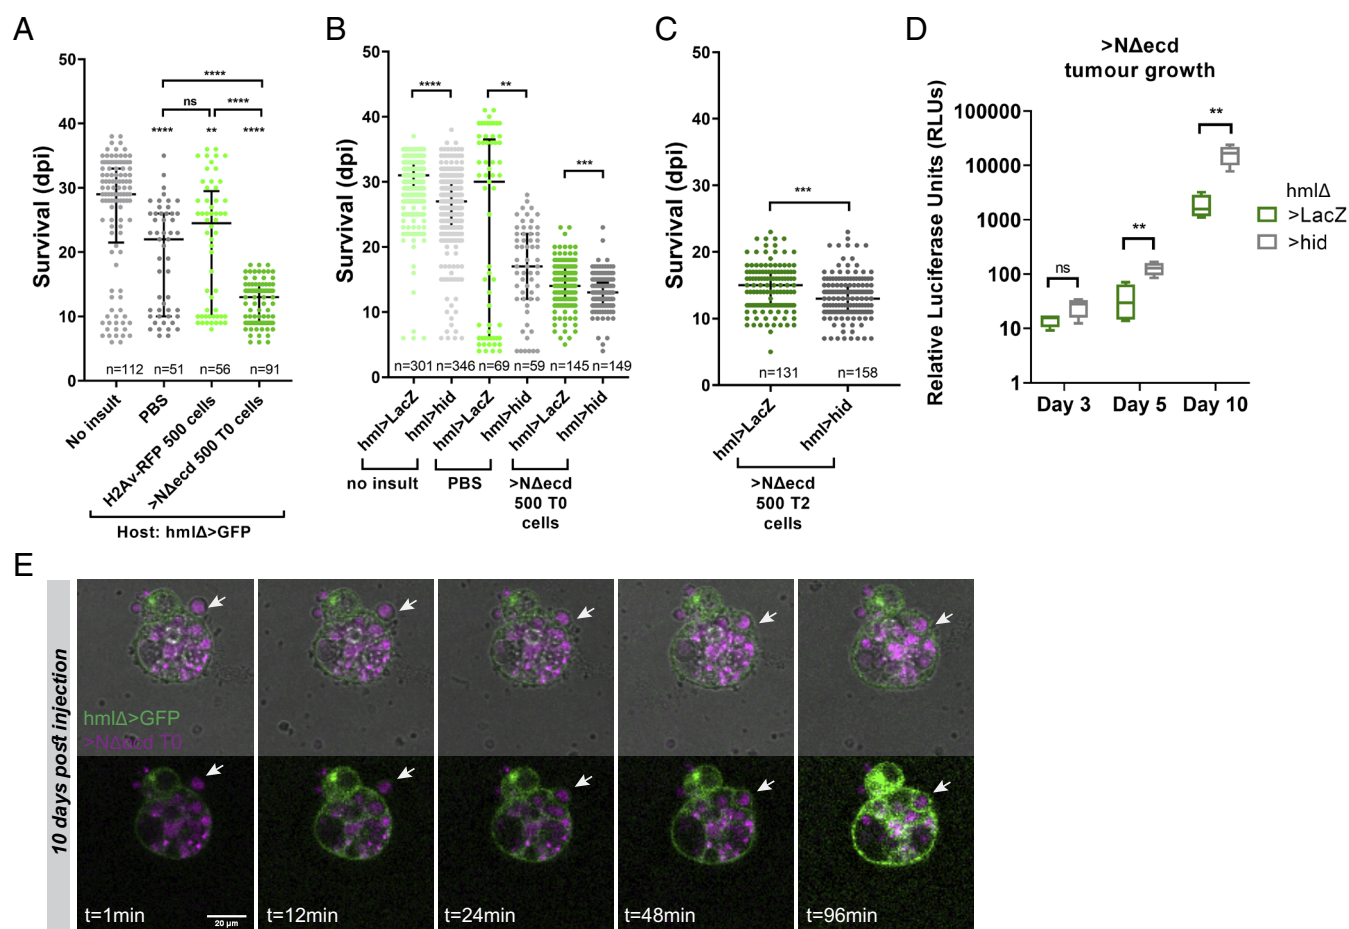 A
Survival (dpi)
50
40
30
20
10
0
****
ns
****
****
**
****
n=112
n=51
n=56
n=91
No insult
PBS
H2Av-RFP 500 cells
>NΔecd 500 T0 cells
Host: hmlΔ>GFP
B
Survival (dpi)
50
40
30
20
10
0
****
**
***
n=301
n=346
n=69
n=59
n=145
n=149
hml>LacZ
hml>hid
hml>LacZ
hml>hid
hml>LacZ
hml>hid
no insult
PBS
>NΔecd
500 T0
cells
C
Survival (dpi)
50
40
30
20
10
0
***
n=131
n=158
hml>LacZ
hml>hid
>NΔecd
500 T2
cells
D
>NΔecd
tumour growth
Relative Luciferase Units (RLUs)
100000
10000
1000
100
10
1
ns
**
**
Day 3
Day 5
Day 10
hmlΔ
>LacZ
>hid
E
10 days post injection
hmlΔ>GFP
>NΔecd T0
t=1min
20 μm
t=12min
t=24min
t=48min
t=96min